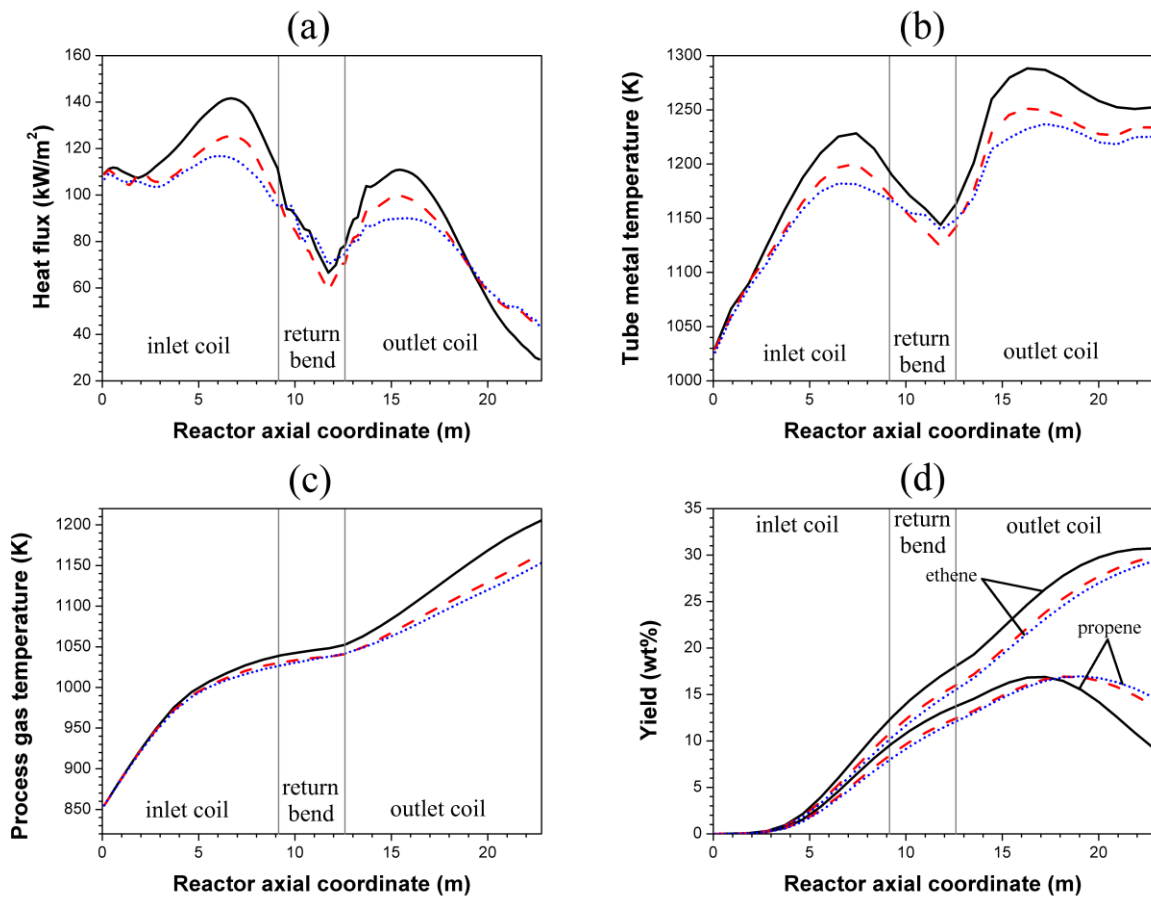 (a)
160
140
120
100
80
60
40
20
Heat flux (kW/m²)
inlet coil
return
bend
outlet coil
0
5
10
15
20
Reactor axial coordinate (m)
(b)
1300
1250
1200
1150
1100
1050
1000
Tube metal temperature (K)
inlet coil
return
bend
outlet coil
0
5
10
15
20
Reactor axial coordinate (m)
(c)
1200
1150
1100
1050
1000
950
900
850
Process gas temperature (K)
inlet coil
return
bend
outlet coil
0
5
10
15
20
Reactor axial coordinate (m)
(d)
35
30
25
20
15
10
5
0
Yield (wt%)
inlet coil
return
bend
outlet coil
ethene
propene
0
5
10
15
20
Reactor axial coordinate (m)